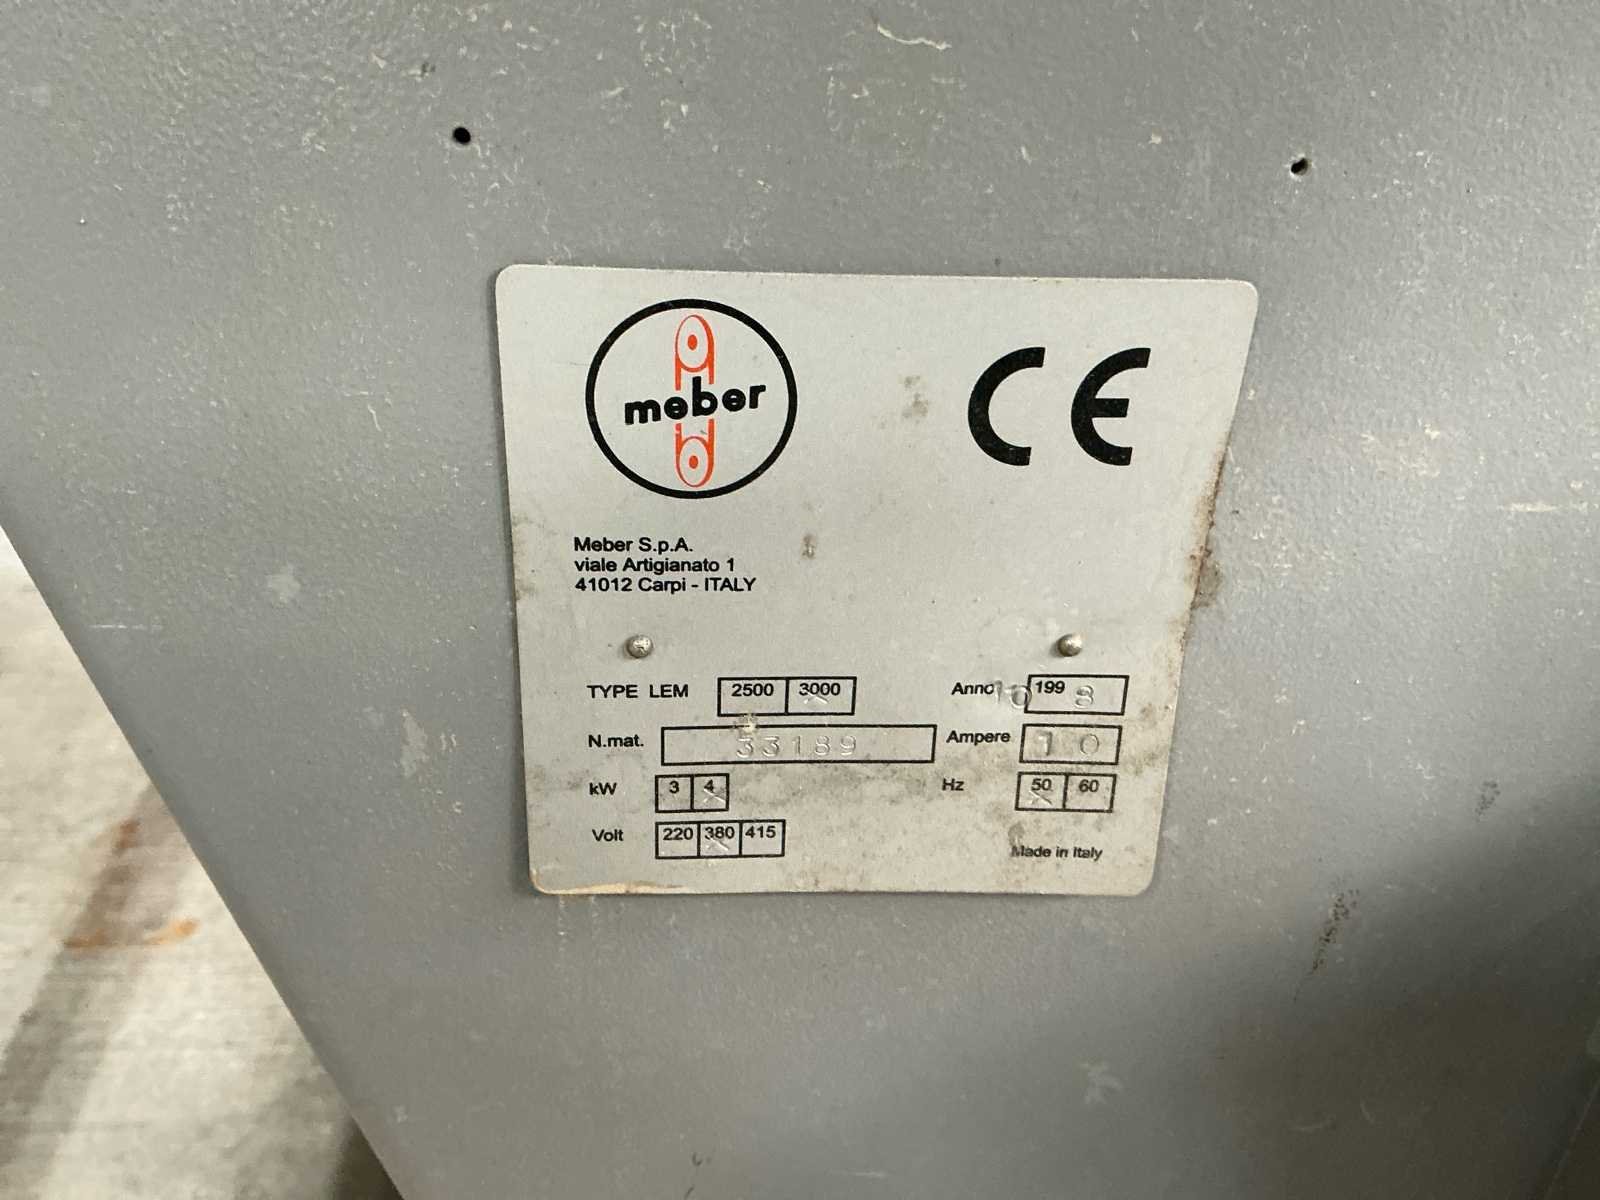 meber
CE
Meber S.p.A.
viale Artigianato 1
41012 Carpi - ITALY
TYPE LEM 2500 3000
Anno 10 199 8
N.mat. 33189
Ampere 10
kW 3 4
Hz 50 60
Volt 220 380 415
Made in Italy